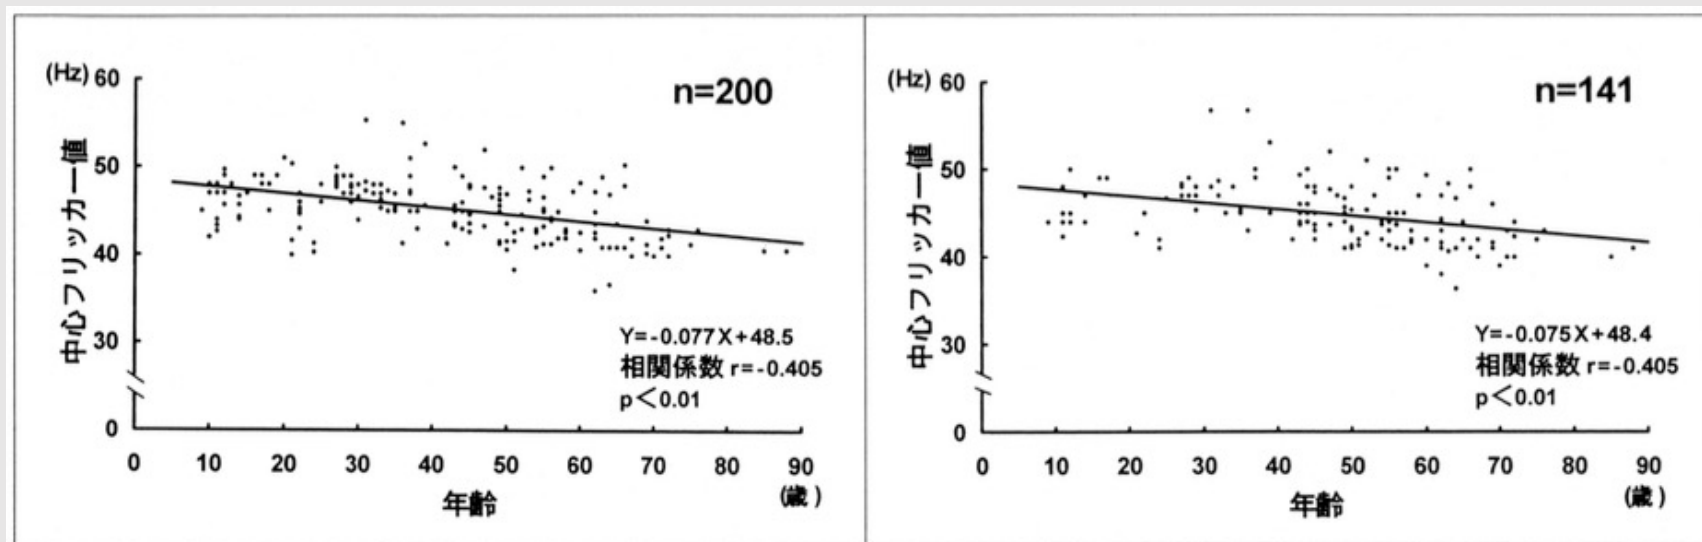 (Hz)
60
n=200
50
40
30
0
中心フリッカー値
Y=-0.077X+48.5
相関係数 r=-0.405
p<0.01
0 10 20 30 40 50 60 70 80 90
年齢
(歳)
(Hz)
60
n=141
50
40
30
0
中心フリッカー値
Y=-0.075X+48.4
相関係数 r=-0.405
p<0.01
0 10 20 30 40 50 60 70 80 90
年齢
(歳)